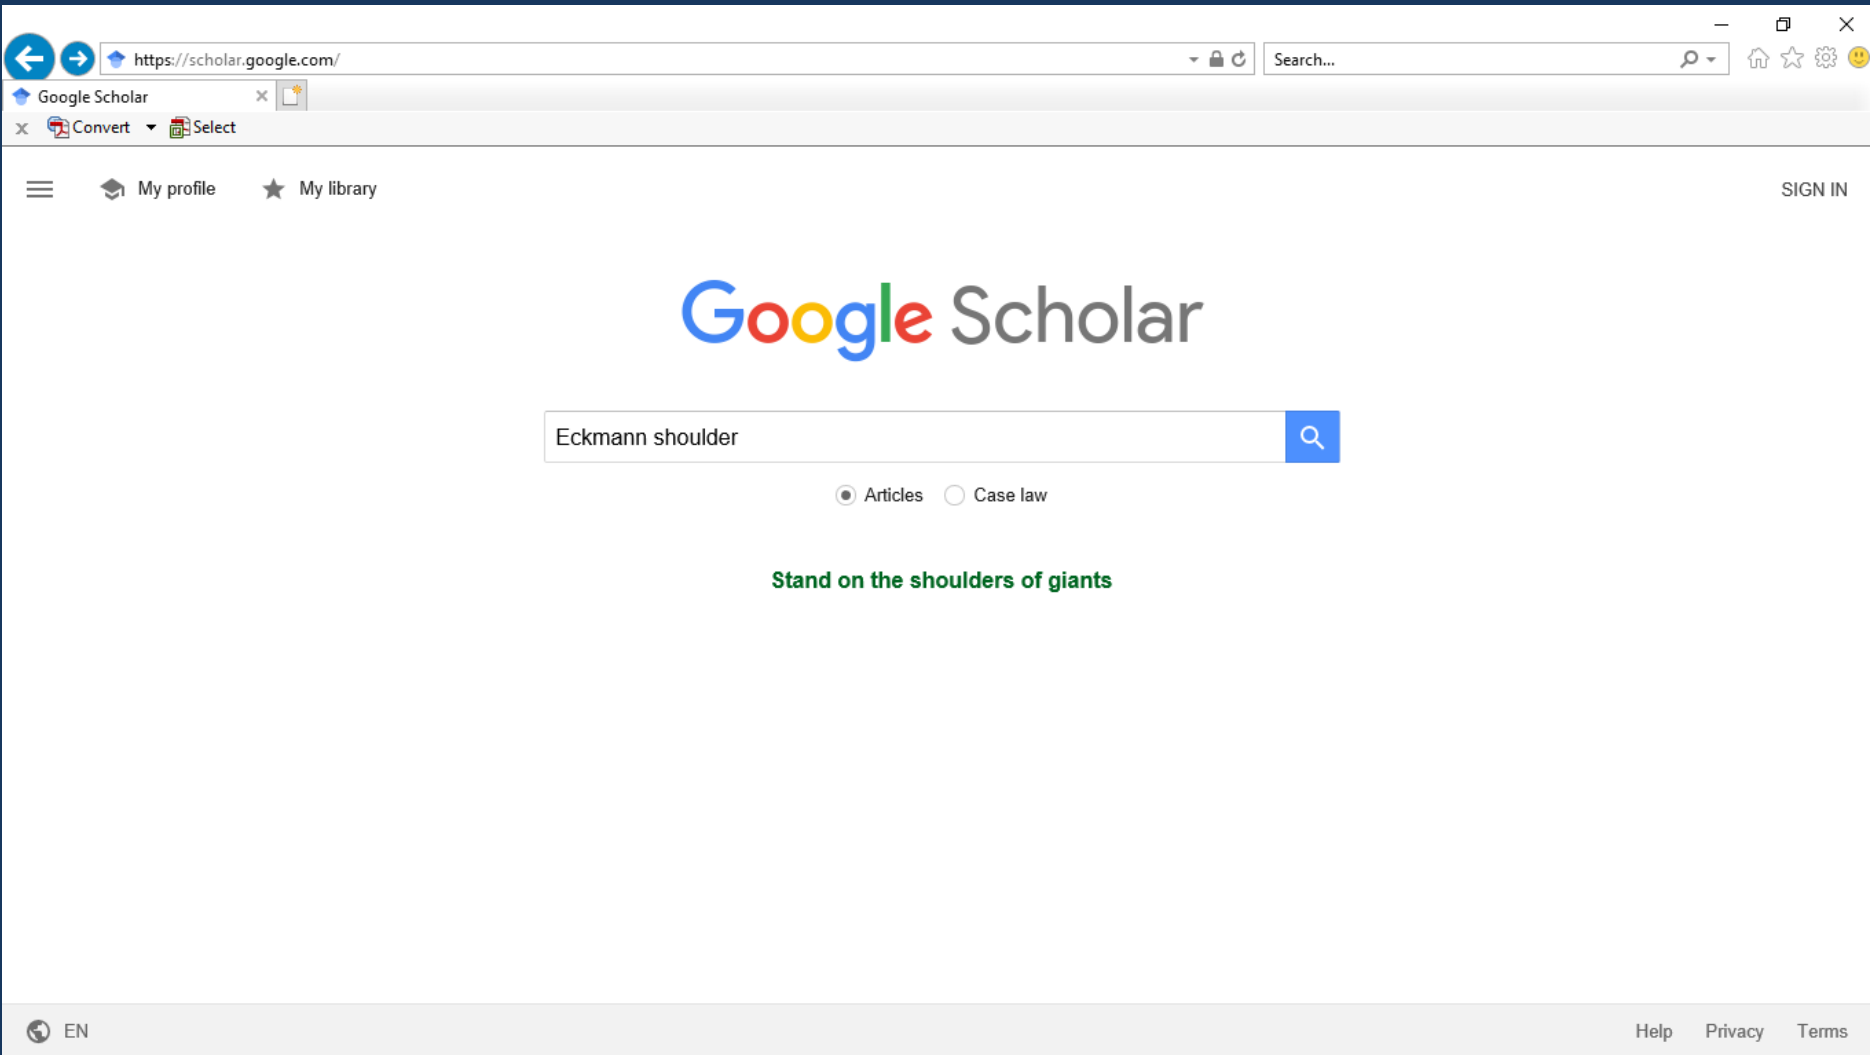 https://scholar.google.com/
Search...
Google Scholar
x Convert Select
My profile My library SIGN IN
Google Scholar
Eckmann shoulder
Articles Case law
Stand on the shoulders of giants
EN Help Privacy Terms